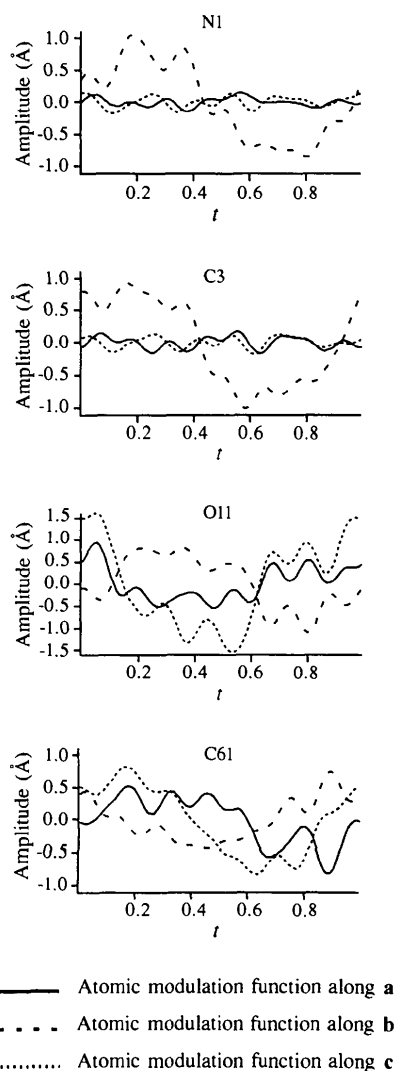 N1
1.0
0.5
0.0
-0.5
-1.0
Amplitude (Å)
0.2 0.4 0.6 0.8
t
C3
1.0
0.5
0.0
-0.5
-1.0
Amplitude (Å)
0.2 0.4 0.6 0.8
t
O11
1.5
1.0
0.5
0.0
-0.5
-1.0
-1.5
Amplitude (Å)
0.2 0.4 0.6 0.8
t
C61
1.0
0.5
0.0
-0.5
-1.0
Amplitude (Å)
0.2 0.4 0.6 0.8
t
Atomic modulation function along a
Atomic modulation function along b
Atomic modulation function along c